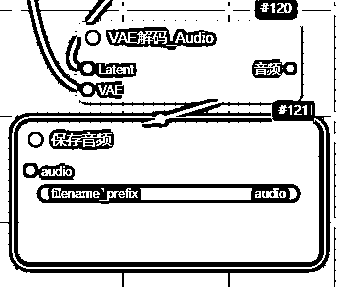 #120
VAE解码_Audio
Latent 音频
VAE
#121
保存音频
audio
filename_prefix audio